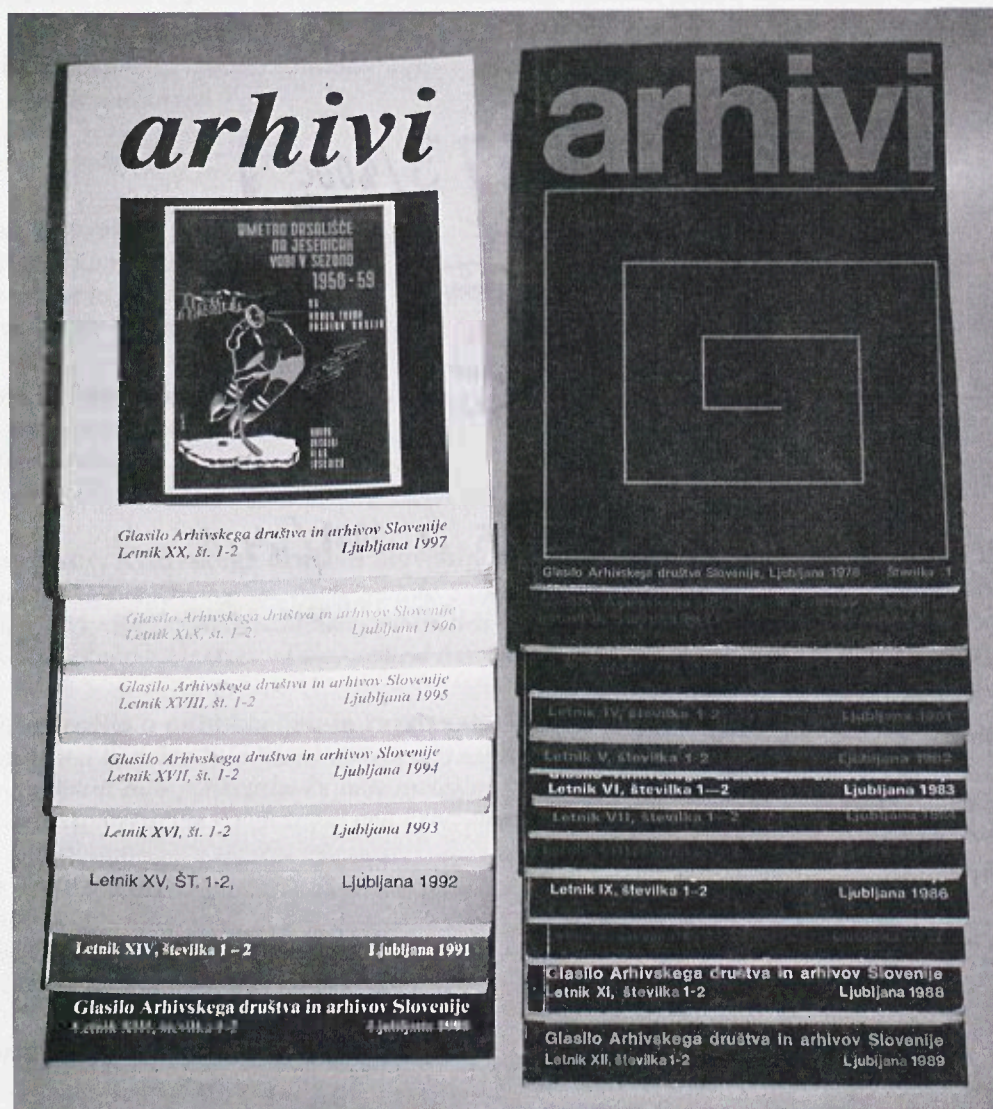 arhivi
UMETNO DRSALIŠČE
NA JESENICAH
VABI V SEZONO
1958-59
Glasilo Arhivskega društva in arhivov Slovenije
Letnik XX, št. 1-2 Ljubljana 1997
Glasilo Arhivskega društva in arhivov Slovenije
Letnik XIX, št. 1-2 Ljubljana 1996
Glasilo Arhivskega društva in arhivov Slovenije
Letnik XVIII, št. 1-2 Ljubljana 1995
Glasilo Arhivskega društva in arhivov Slovenije
Letnik XVII, št. 1-2 Ljubljana 1994
Letnik XVI, št. 1-2 Ljubljana 1993
Letnik XV, ŠT. 1-2, Ljubljana 1992
Letnik XIV, številka 1-2 Ljubljana 1991
Glasilo Arhivskega društva in arhivov Slovenije
Letnik XIII, številka 1-2 Ljubljana
arhivi
Glasilo Arhivskega društva Slovenije, Ljubljana 1978 Številka 1
Letnik IV, številka 1-2 Ljubljana 1981
Letnik V, številka 1-2 Ljubljana 1982
Letnik VI, številka 1—2 Ljubljana 1983
Letnik VII, številka 1—2 Ljubljana 1984
Letnik IX, številka 1-2 Ljubljana 1986
Glasilo Arhivskega društva in arhivov Slovenije
Letnik XI, številka 1-2 Ljubljana 1988
Glasilo Arhivskega društva in arhivov Slovenije
Letnik XII, številka 1-2 Ljubljana 1989